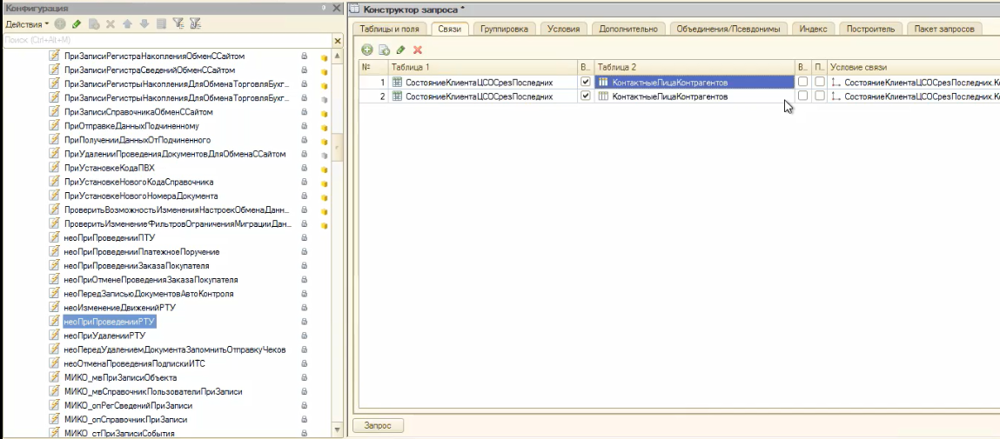 Конфигурация
Действия
Поиск (Ctrl+Alt+M)
ПриЗаписиРегистраНакопленияОбменССайтом
ПриЗаписиРегистраСведенийОбменССайтом
ПриЗаписиРегистрыНакопленияДляОбменаТорговляБухг...
ПриЗаписиРегистрыНакопленияДляОбменаТорговляБухг...
ПриЗаписиСправочникаОбменССайтом
ПриОтправкеДанныхПодчиненному
ПриПолученииДанныхОтПодчиненного
ПриУдаленииПроведенияДокументовДляОбменаССайтом
ПриУстановкеКодаПВХ
ПриУстановкеНовогоКодаСправочника
ПриУстановкеНовогоНомераДокумента
ПроверитьВозможностьИзмененияНастроекОбменаДанн...
ПроверитьИзменениеФильтровОграниченияМиграцииДан...
неоПриПроведенииПТУ
неоПриПроведенииПлатежноеПоручение
неоПриПроведенииЗаказаПокупателя
неоПриОтменеПроведенияЗаказаПокупателя
неоПередЗаписьюДокументовАвтоКонтроля
неоИзменениеДвиженийРТУ
неоПриПроведенииРТУ
неоПриУдаленииРТУ
неоПередУдалениемДокументаЗапомнитьОтправкуЧеков
неоОтменаПроведенияПодпискиИТС
МИКО_мвПриЗаписиОбъекта
МИКО_мвСправочникПользователиПриЗаписи
МИКО_опРегСведенийПриЗаписи
МИКО_опСправочникПриЗаписи
МИКО_стПриЗаписиСобытия
Конструктор запроса *
Таблицы и поля Связи Группировка Условия Дополнительно Объединения/Псевдонимы Индекс Построитель Пакет запросов
№ Таблица 1 В... Таблица 2 В... П... Условие связи
1 СостояниеКлиентаЦСОСрезПоследних КонтактныеЛицаКонтрагентов СостояниеКлиентаЦСОСрезПоследних.К
2 СостояниеКлиентаЦСОСрезПоследних КонтактныеЛицаКонтрагентов СостояниеКлиентаЦСОСрезПоследних.К
Запрос